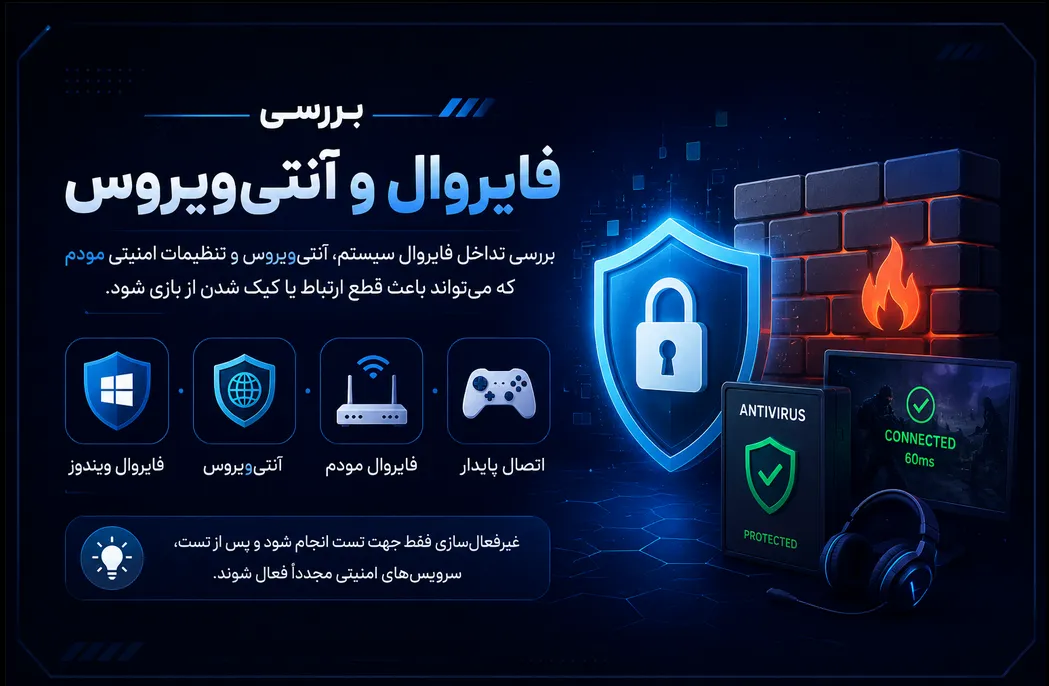 بررسی
فایروال و آنتی‌ویروس
بررسی تداخل فایروال سیستم، آنتی‌ویروس و تنظیمات امنیتی مودم
که می‌تواند باعث قطع ارتباط یا کیک شدن از بازی شود.
اتصال پایدار
فایروال مودم
آنتی‌ویروس
فایروال ویندوز
غیرفعال‌سازی فقط جهت تست انجام شود و پس از تست،
سرویس‌های امنیتی مجدداً فعال شوند.
ANTIVIRUS
PROTECTED
CONNECTED
60ms